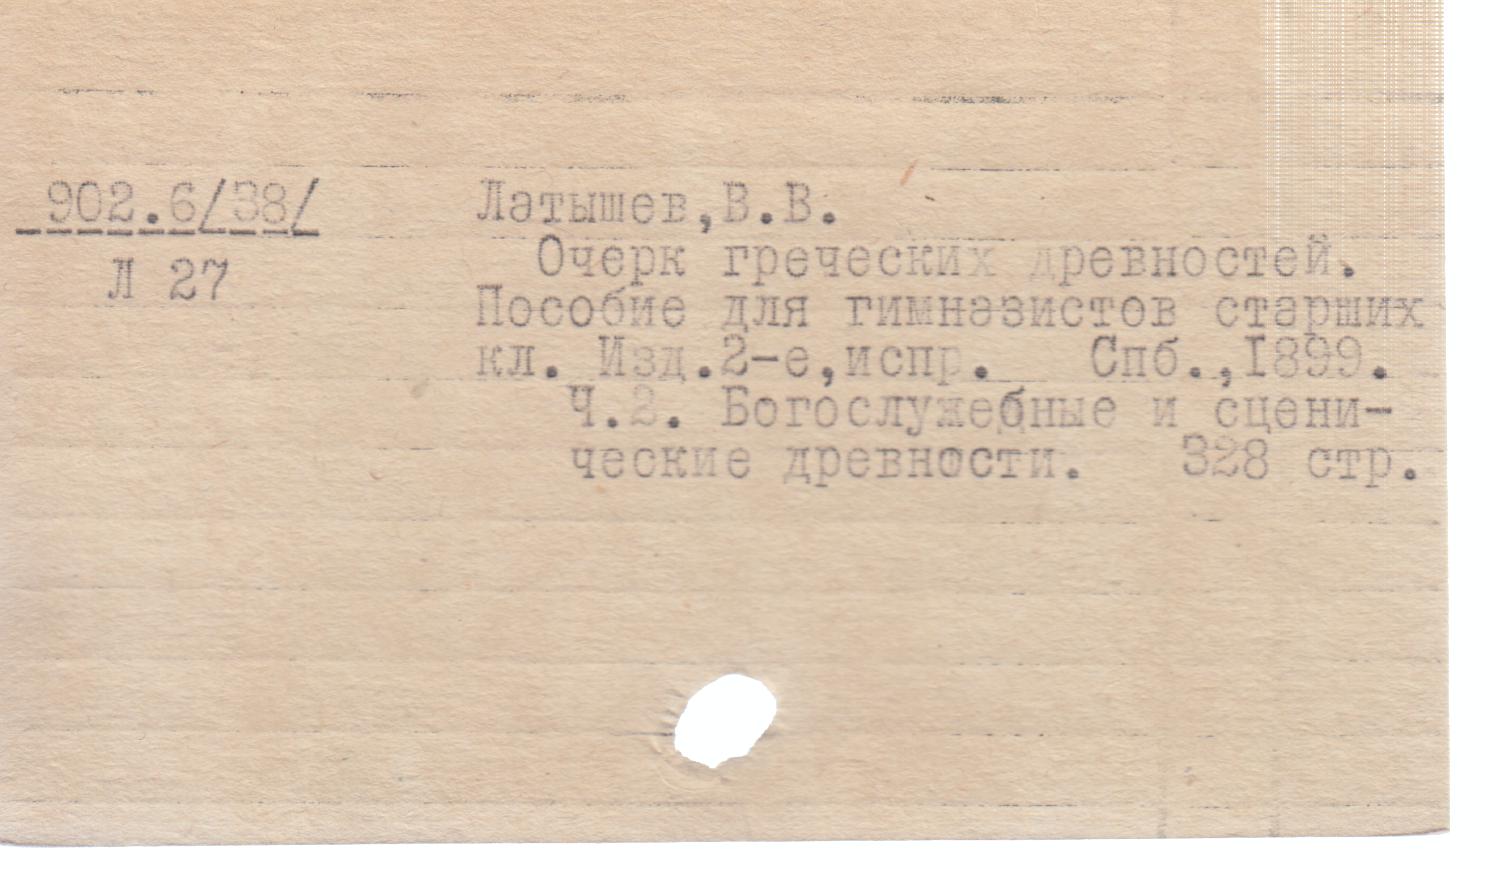 902.6/38/
Л 27
Латышев,В.В.
Очерк греческих древностей.
Пособие для гимназистов старших
кл. Изд.2-е,испр. Спб.,1899.
Ч.2. Богослужебные и сцени-
ческие древности. 328 стр.